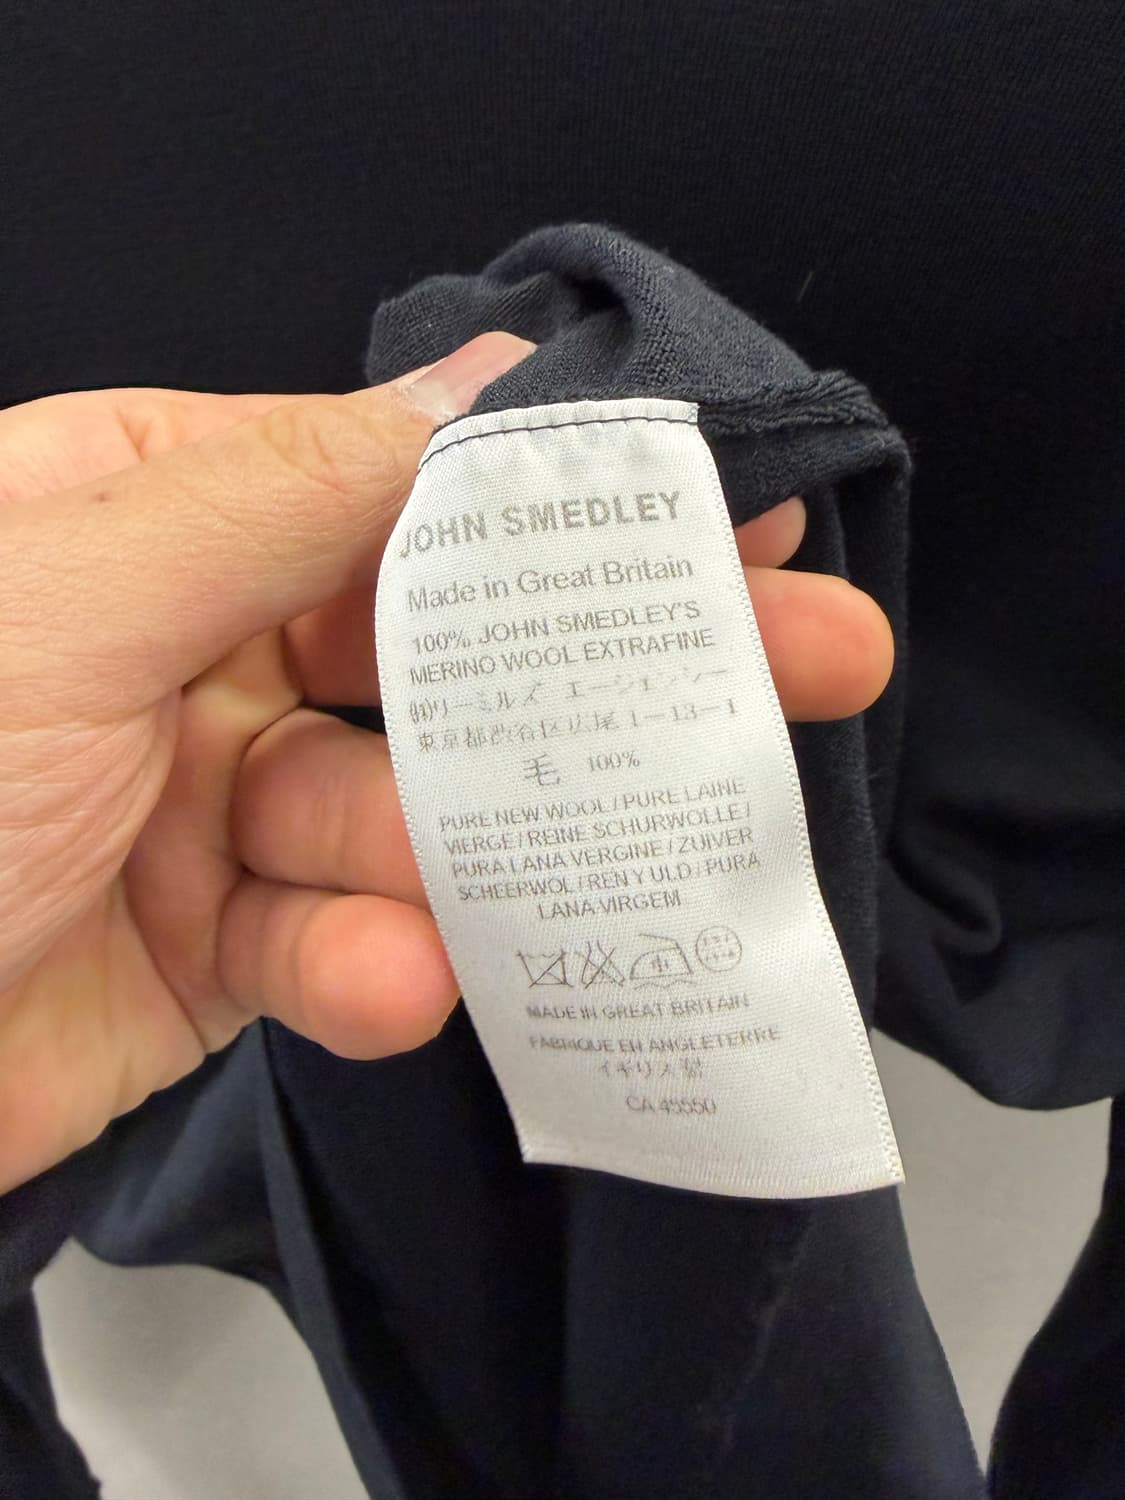 JOHN SMEDLEY
Made in Great Britain
100% JOHN SMEDLEY'S
MERINO WOOL EXTRAFINE
㈱リーミルズ エージェンシー
東京都渋谷区広尾1-13-1
毛 100%
PURE NEW WOOL/PURE LAINE
VIERGE/REINE SCHURWOLLE/
PURA LANA VERGINE/ZUIVER
SCHEERWOL/REN Y ULD/PURA
LANA VIRGEM
MADE IN GREAT BRITAIN
FABRIQUE EN ANGLETERRE
イギリス製
CA 45550